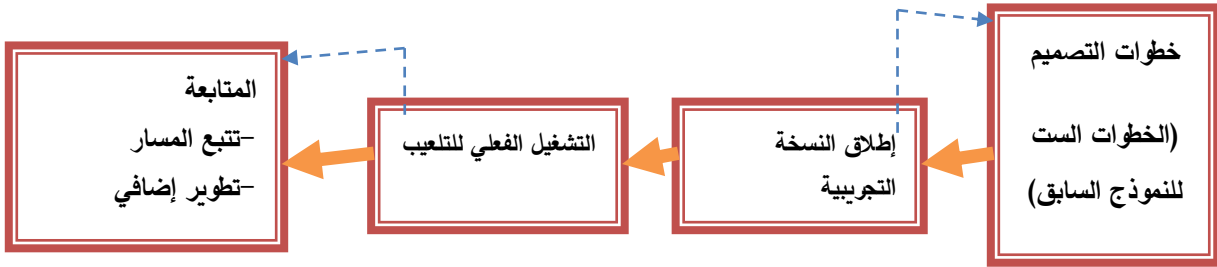 خطوات التصميم
(الخطوات الست
للنموذج السابق)
إطلاق النسخة
التجريبية
التشغيل الفعلي للتلعيب
المتابعة
-تتبع المسار
-تطوير إضافي